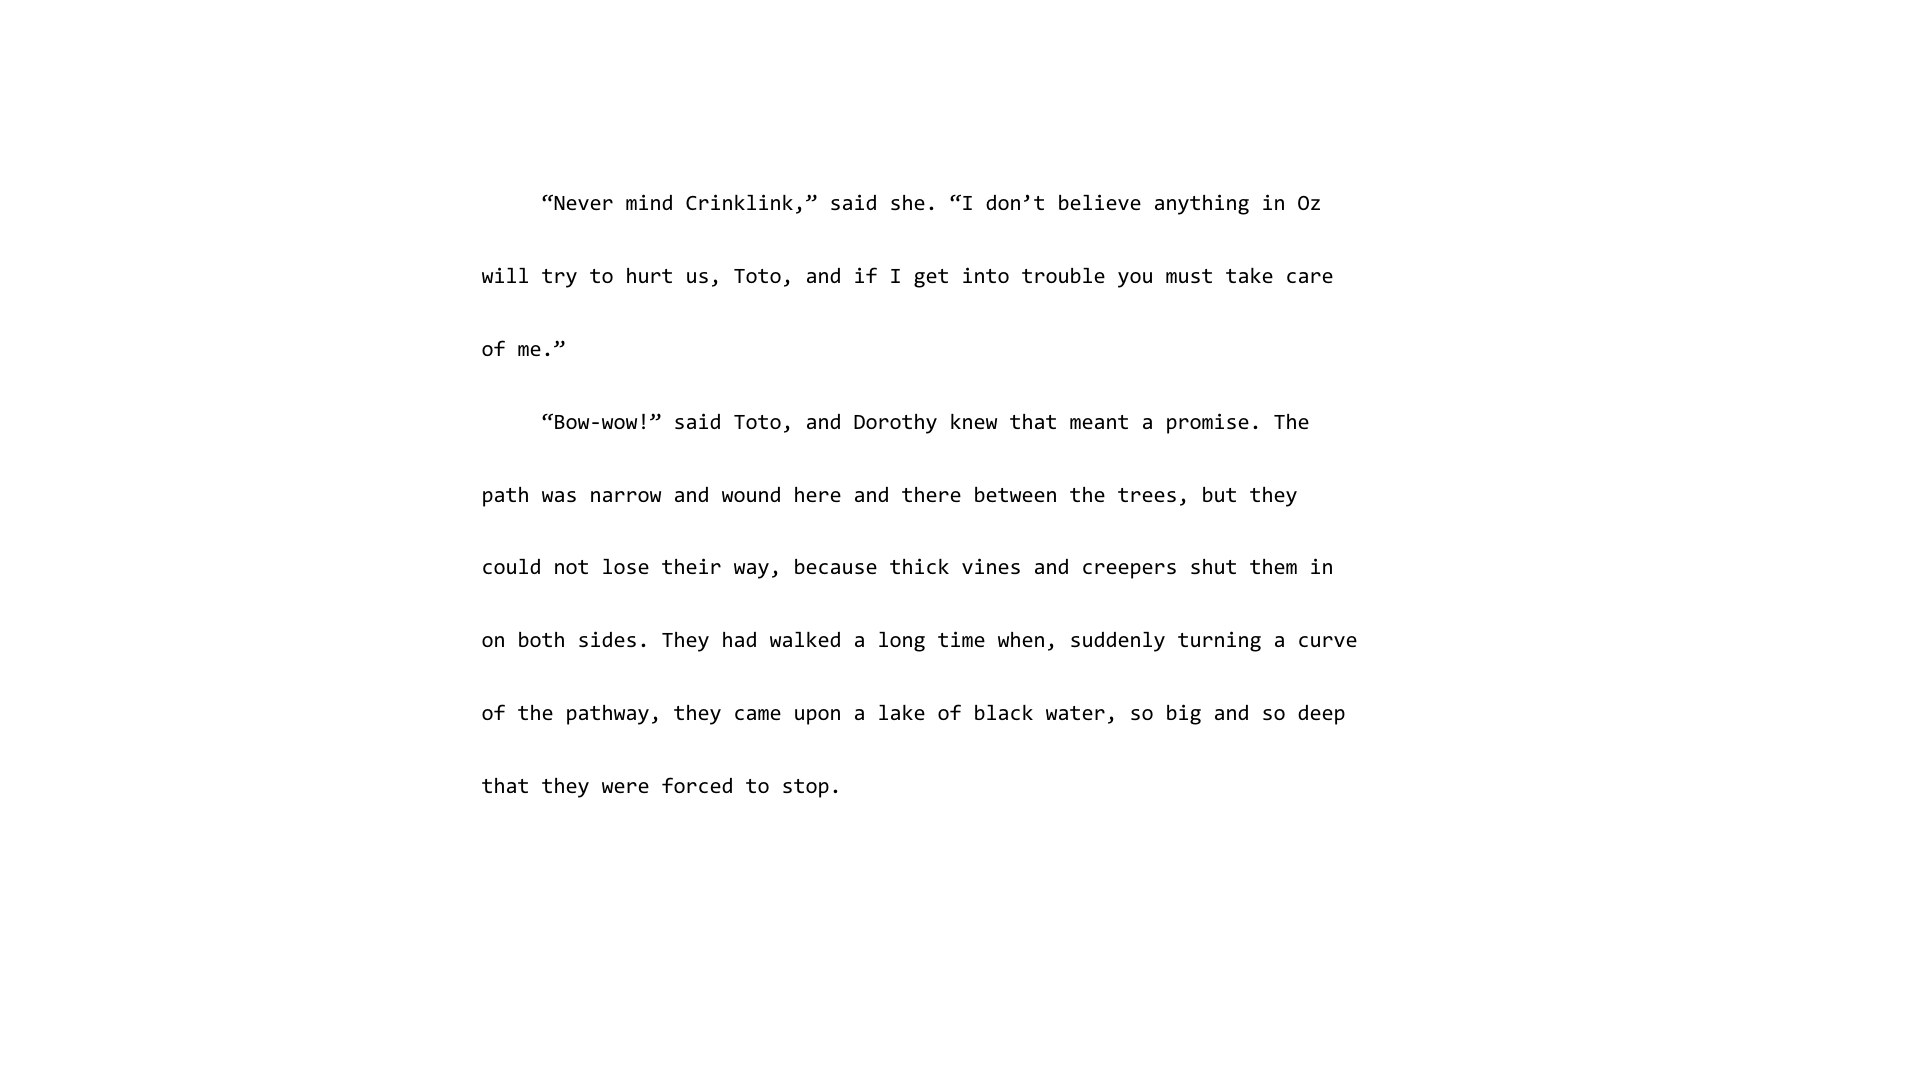 “Never mind Crinklink,” said she. “I don’t believe anything in Oz
will try to hurt us, Toto, and if I get into trouble you must take care
of me.”
“Bow-wow!” said Toto, and Dorothy knew that meant a promise. The
path was narrow and wound here and there between the trees, but they
could not lose their way, because thick vines and creepers shut them in
on both sides. They had walked a long time when, suddenly turning a curve
of the pathway, they came upon a lake of black water, so big and so deep
that they were forced to stop.